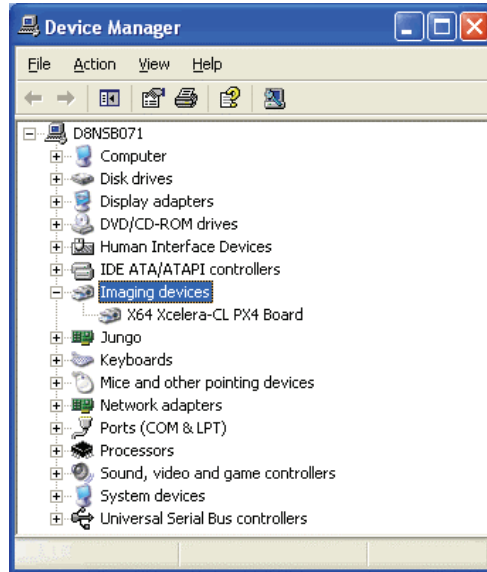 Device Manager
File Action View Help
D8NSB071
Computer
Disk drives
Display adapters
DVD/CD-ROM drives
Human Interface Devices
IDE ATA/ATAPI controllers
Imaging devices
X64 Xcelera-CL PX4 Board
Jungo
Keyboards
Mice and other pointing devices
Network adapters
Ports (COM & LPT)
Processors
Sound, video and game controllers
System devices
Universal Serial Bus controllers